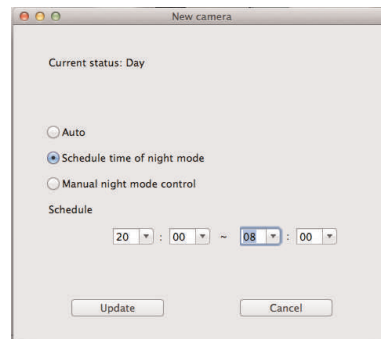 New camera
Current status: Day
Auto
Schedule time of night mode
Manual night mode control
Schedule
20 : 00 ~ 08 : 00
Update Cancel